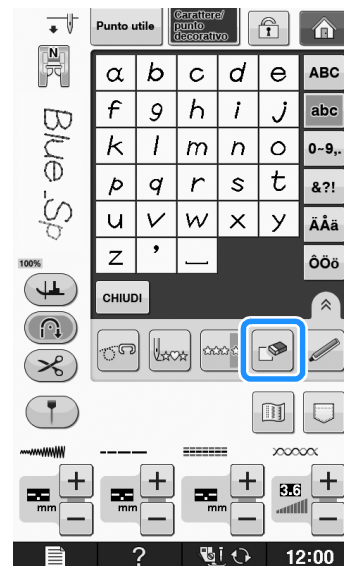 Punto utile
Carattere/
punto
decorativo
N
a b c d e ABC
f g h i j abc
k l m n o 0~9,.
p q r s t &?!
u v w x y ÄÅä
z ’ _ ÔÖö
Blue_Sp
100%
CHIUDI
mm mm mm 3.6
? 12:00